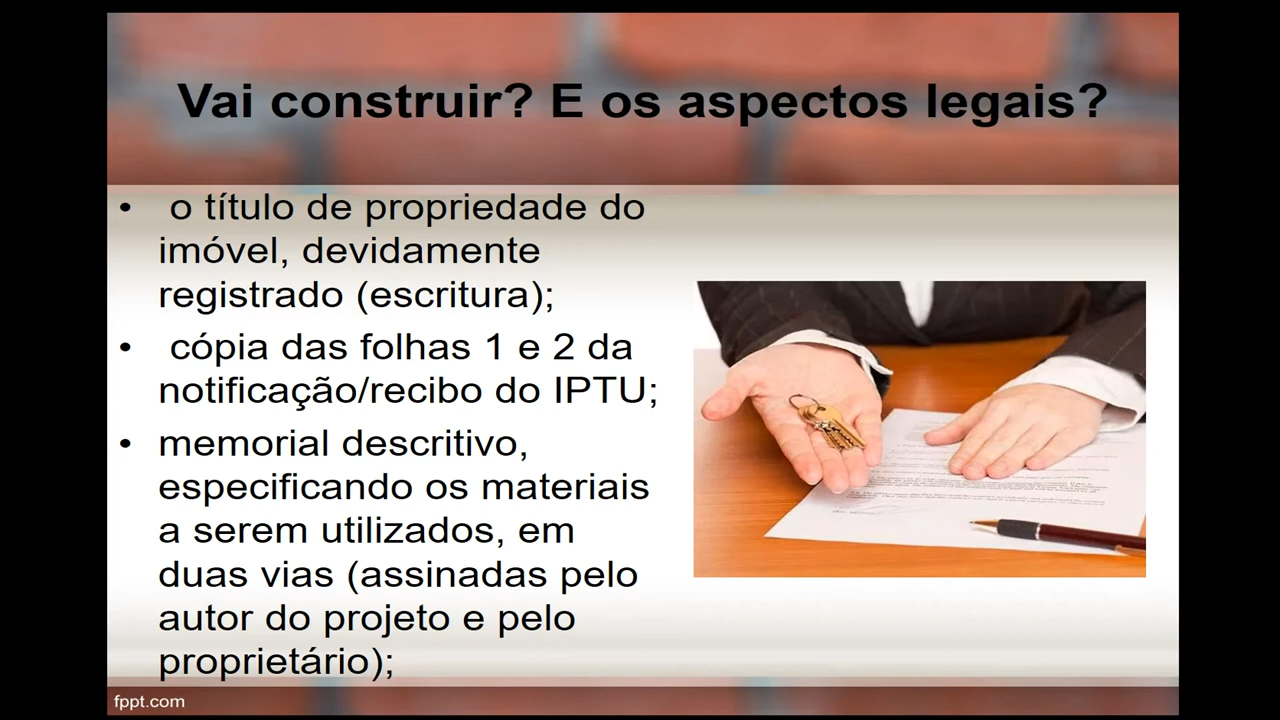 Vai construir? E os aspectos legais?
• o título de propriedade do
imóvel, devidamente
registrado (escritura);
• cópia das folhas 1 e 2 da
notificação/recibo do IPTU;
• memorial descritivo,
especificando os materiais
a serem utilizados, em
duas vias (assinadas pelo
autor do projeto e pelo
proprietário);
fppt.com